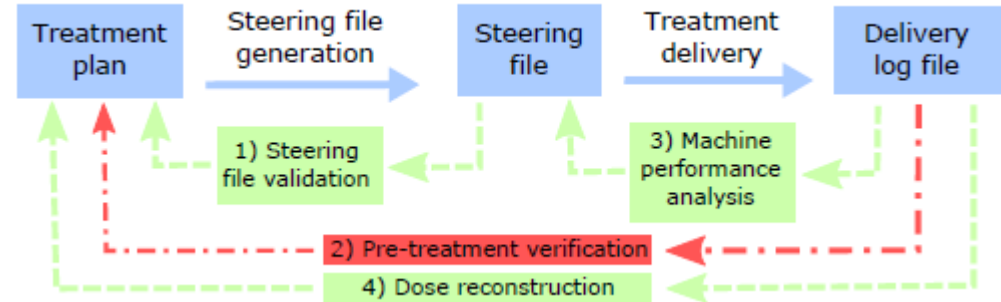 Treatment
plan
Steering file
generation
Steering
file
Treatment
delivery
Delivery
log file
1) Steering
file validation
3) Machine
performance
analysis
2) Pre-treatment verification
4) Dose reconstruction